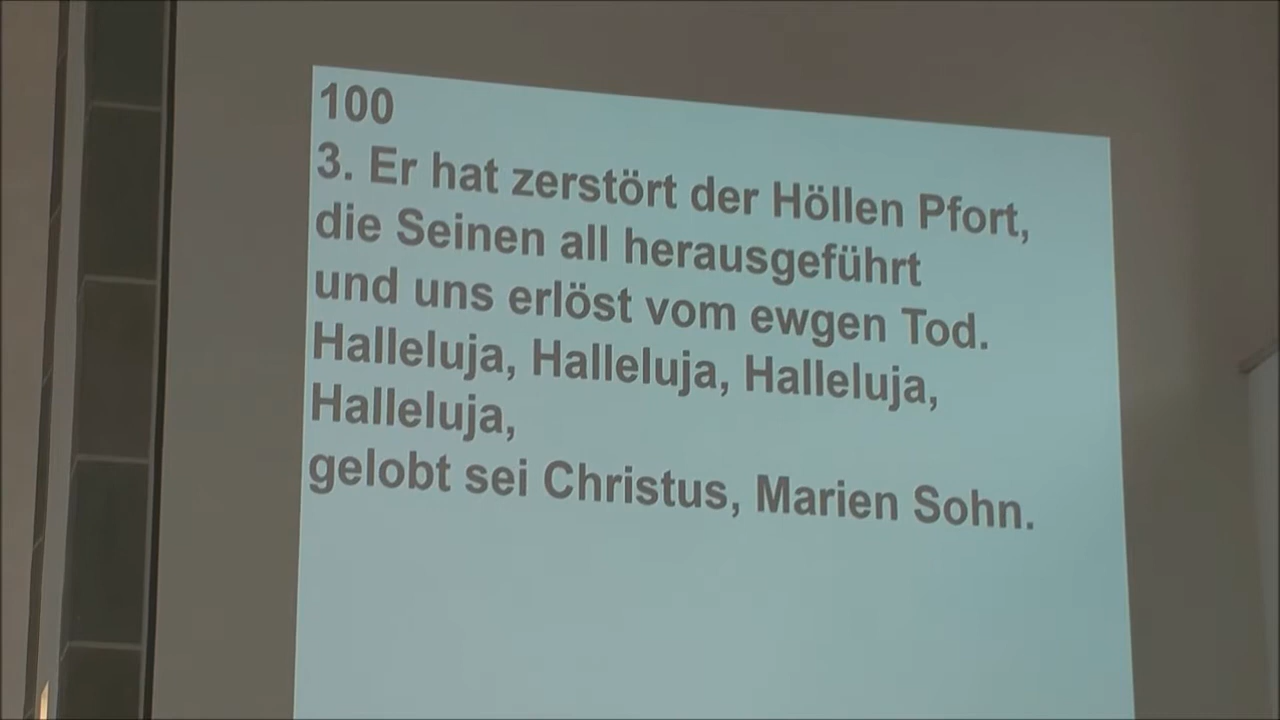 100
3. Er hat zerstört der Höllen Pfort,
die Seinen all herausgeführt
und uns erlöst vom ewgen Tod.
Halleluja, Halleluja, Halleluja,
Halleluja,
gelobt sei Christus, Marien Sohn.